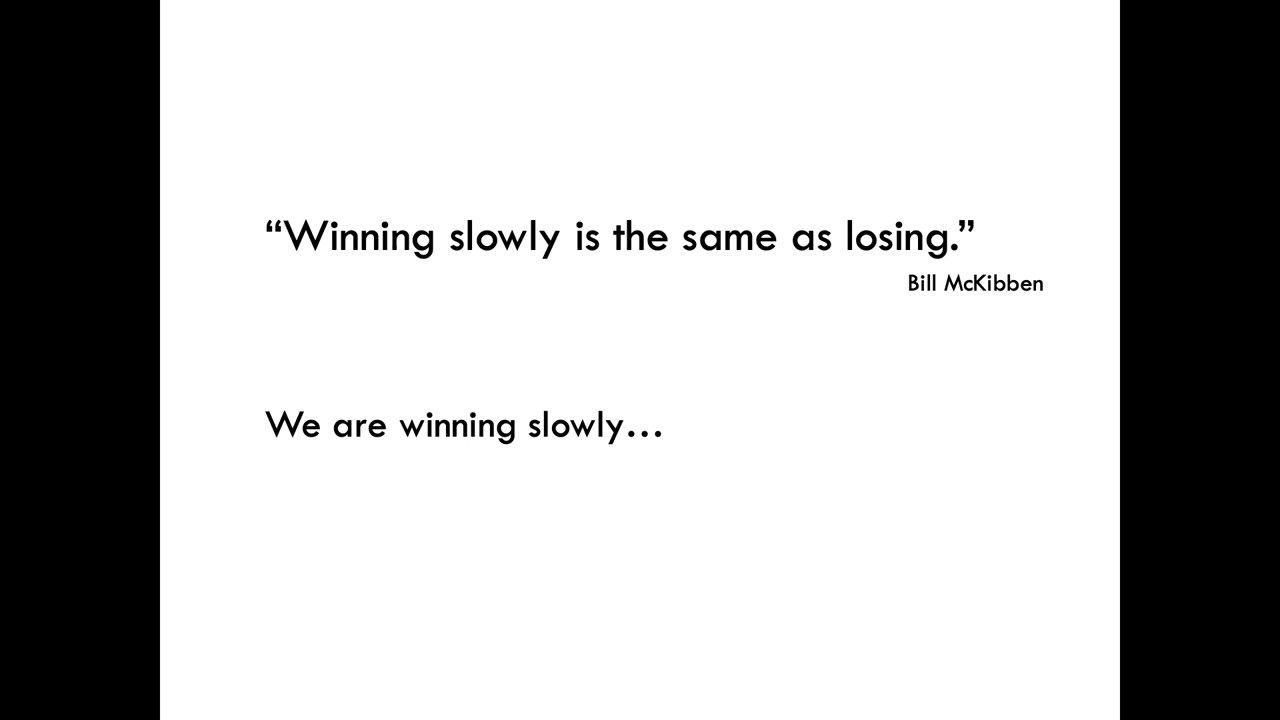 “Winning slowly is the same as losing.”
Bill McKibben
We are winning slowly…